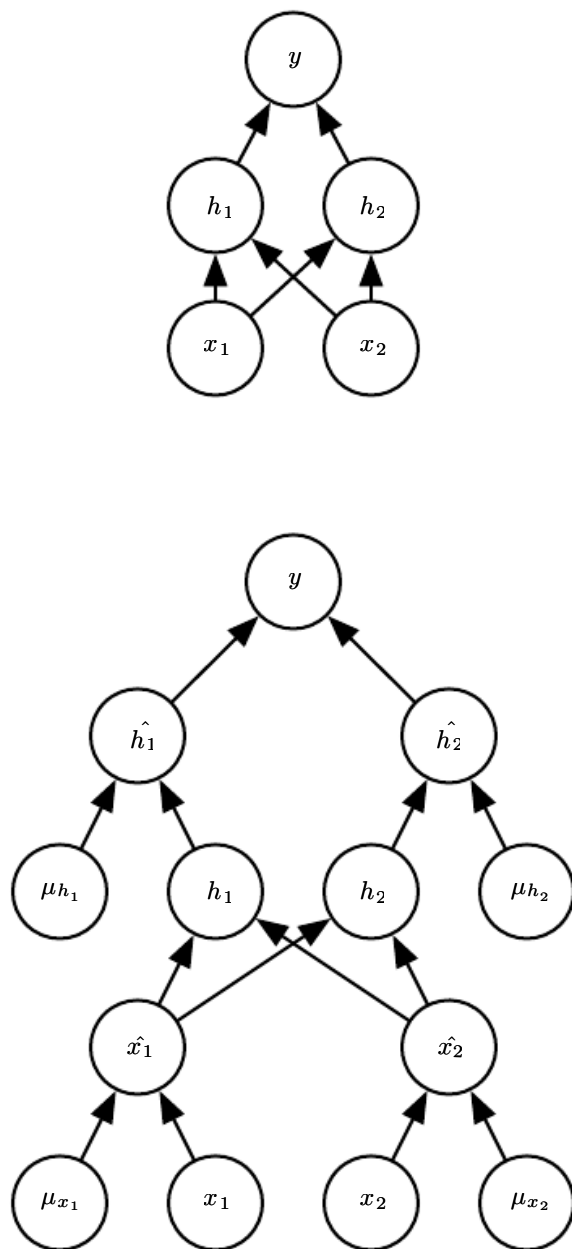 y
h₁ h₂
x₁ x₂
y
ĥ₁ ĥ₂
μₕ₁ h₁ h₂ μₕ₂
x̂₁ x̂₂
μₓ₁ x₁ x₂ μₓ₂